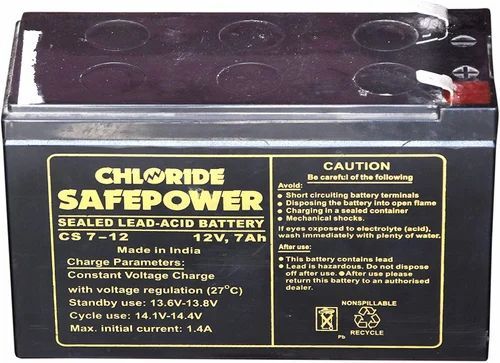 CHLORIDE
SAFEPOWER
SEALED LEAD-ACID BATTERY
CS 7-12 12V, 7Ah
Made in India
Charge Parameters:
Constant Voltage Charge
with voltage regulation (27°C)
Standby use: 13.6V-13.8V
Cycle use: 14.1V-14.4V
Max. initial current: 1.4A
CAUTION
Be careful of the following
Avoid:
● Short circuiting battery terminals
● Disposing the battery into open flame
● Charging in a sealed container
● Mechanical shocks.
If eyes exposed to electrolyte (acid),
wash immediately with plenty of water.
After use:
● This battery contains lead
● Lead is hazardous. Do not dispose
off after use. ● After use please
return this battery to an authorised
dealer.
NONSPILLABLE
Pb
RECYCLE